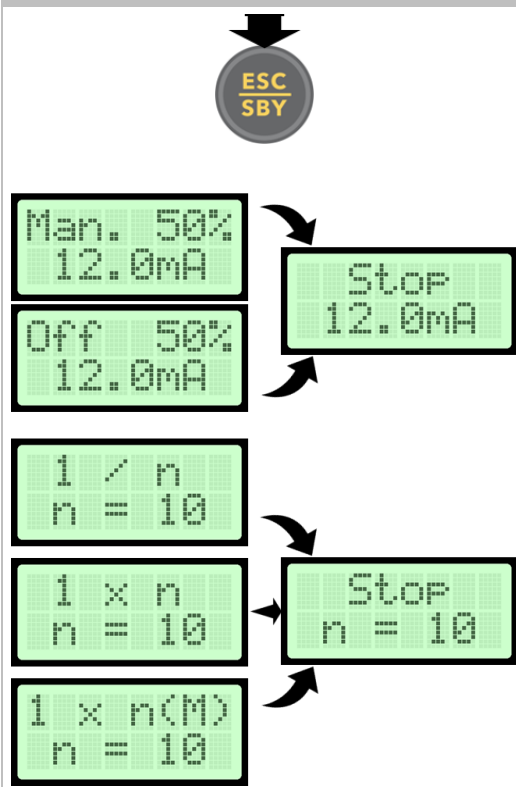 ESC
SBY
Man. 50%
12.0mA
Stop
12.0mA
Off 50%
12.0mA
1 / n
n = 10
1 x n
n = 10
Stop
n = 10
1 x n(M)
n = 10